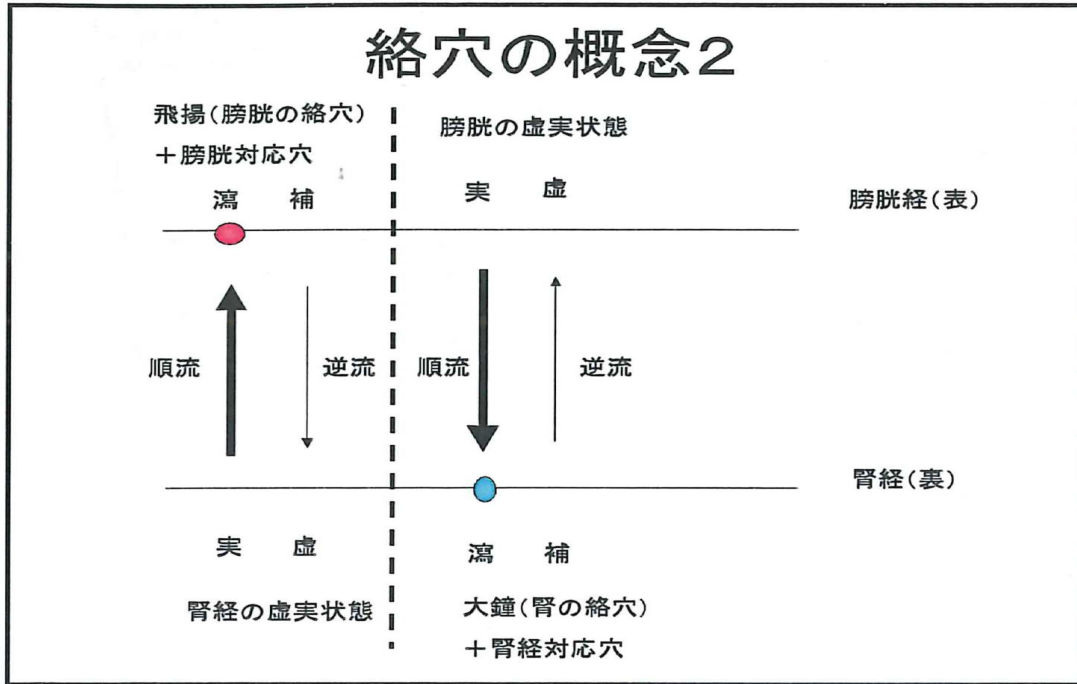 絡穴の概念2
飛揚(膀胱の絡穴)
＋膀胱対応穴
膀胱の虚実状態
瀉 補
実 虚
膀胱経(表)
順流
逆流
順流
逆流
腎経(裏)
実 虚
瀉 補
腎経の虚実状態
大鐘(腎の絡穴)
＋腎経対応穴